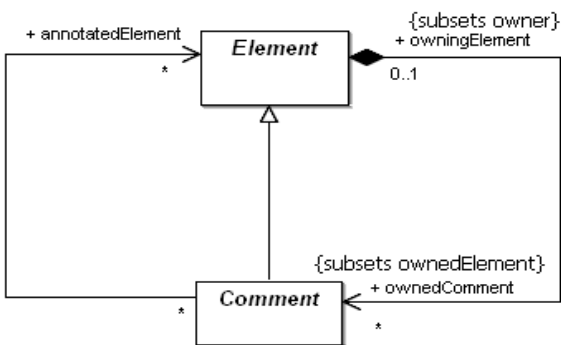 {subsets owner}
+ annotatedElement
Element
+ owningElement
*
0..1
{subsets ownedElement}
+ ownedComment
Comment
*
*